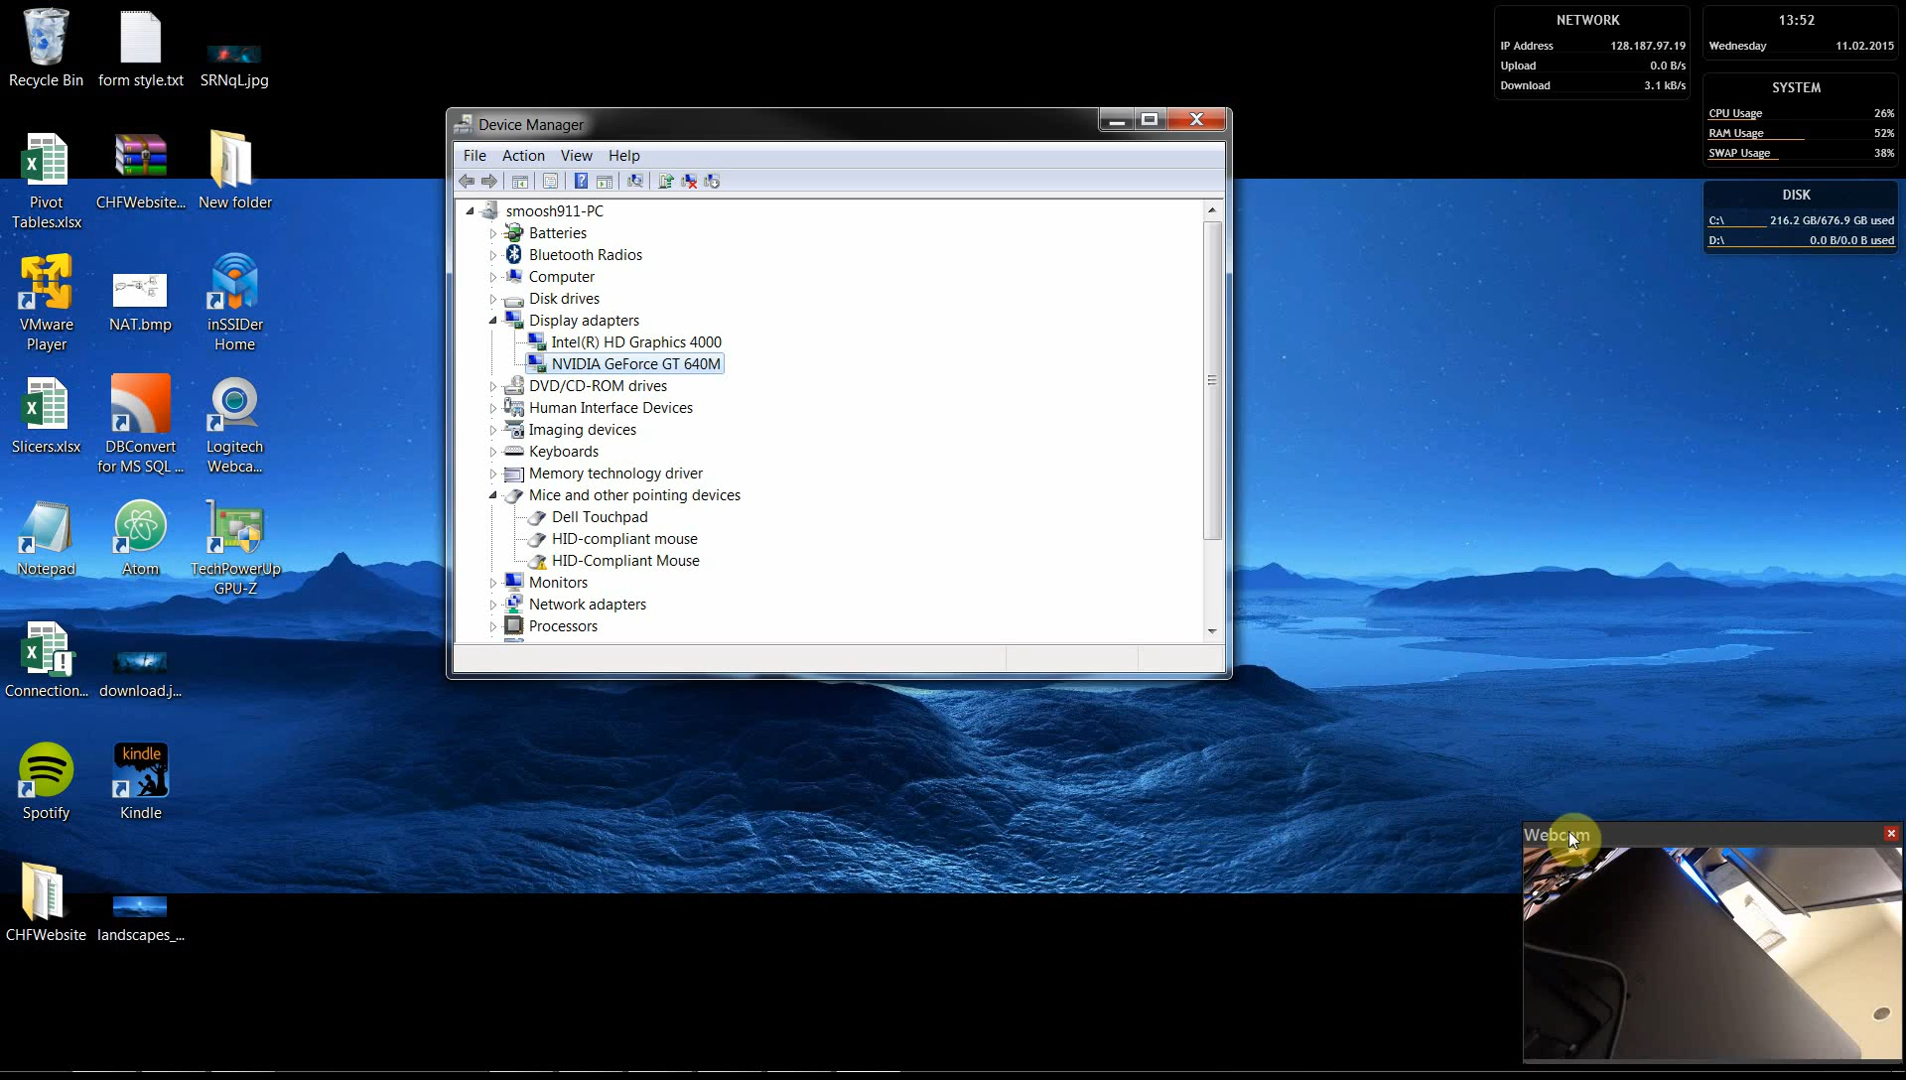 Recycle Bin
form style.txt
SRNqL.jpg
Pivot
Tables.xlsx
CHFWebsite...
New folder
VMware
Player
NAT.bmp
inSSIDer
Home
Slicers.xlsx
DBConvert
for MS SQL ...
Logitech
Webca...
Notepad
Atom
TechPowerUp
GPU-Z
Connection...
download.j...
Spotify
kindle
Kindle
CHFWebsite
landscapes_...
Device Manager
File Action View Help
smoosh911-PC
Batteries
Bluetooth Radios
Computer
Disk drives
Display adapters
Intel(R) HD Graphics 4000
NVIDIA GeForce GT 640M
DVD/CD-ROM drives
Human Interface Devices
Imaging devices
Keyboards
Memory technology driver
Mice and other pointing devices
Dell Touchpad
HID-compliant mouse
HID-Compliant Mouse
Monitors
Network adapters
Processors
NETWORK
IP Address 128.187.97.19
Upload 0.0 B/s
Download 3.1 kB/s
13:52
Wednesday 11.02.2015
SYSTEM
CPU Usage 26%
RAM Usage 52%
SWAP Usage 38%
DISK
C:\ 216.2 GB/676.9 GB used
D:\ 0.0 B/0.0 B used
Webcam